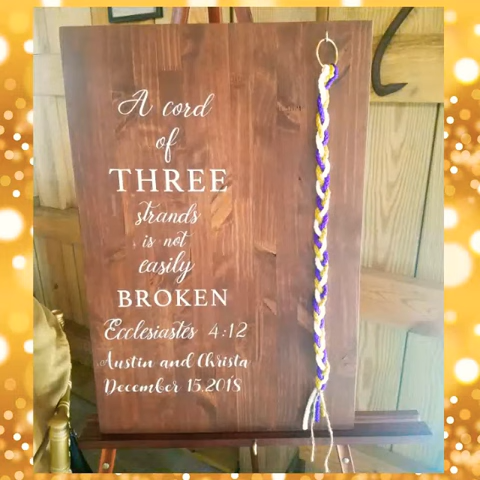 A cord
of
THREE
strands
is not
easily
BROKEN
Ecclesiastes 4:12
Austin and Christa
December 15, 2018